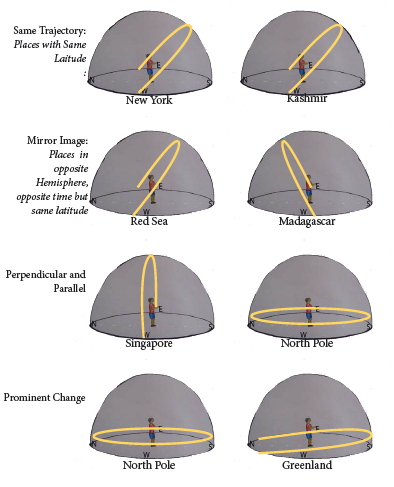 Same Trajectory:
Places with Same
Laitude
:
N E S W
N E S W
New York
Kashmir
Mirror Image:
Places in
opposite
Hemisphere,
opposite time but
same latitude
N E S W
N E S W
Red Sea
Madagascar
Perpendicular and
Parallel
N E S W
N E S W
Singapore
North Pole
Prominent Change
N E S W
N E S W
North Pole
Greenland